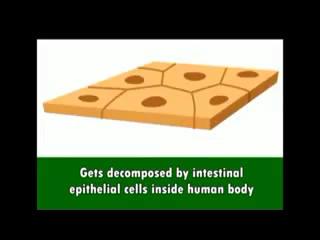 Gets decomposed by intestinal
epithelial cells inside human body